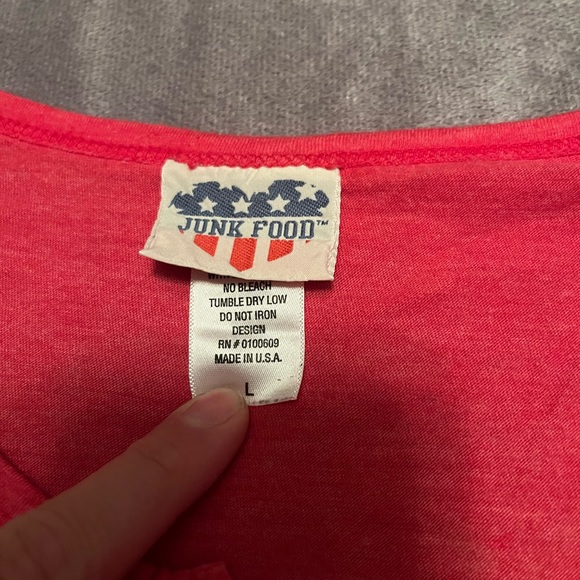 JUNK FOOD™
NO BLEACH
TUMBLE DRY LOW
DO NOT IRON
DESIGN
RN # 0100609
MADE IN U.S.A.
L